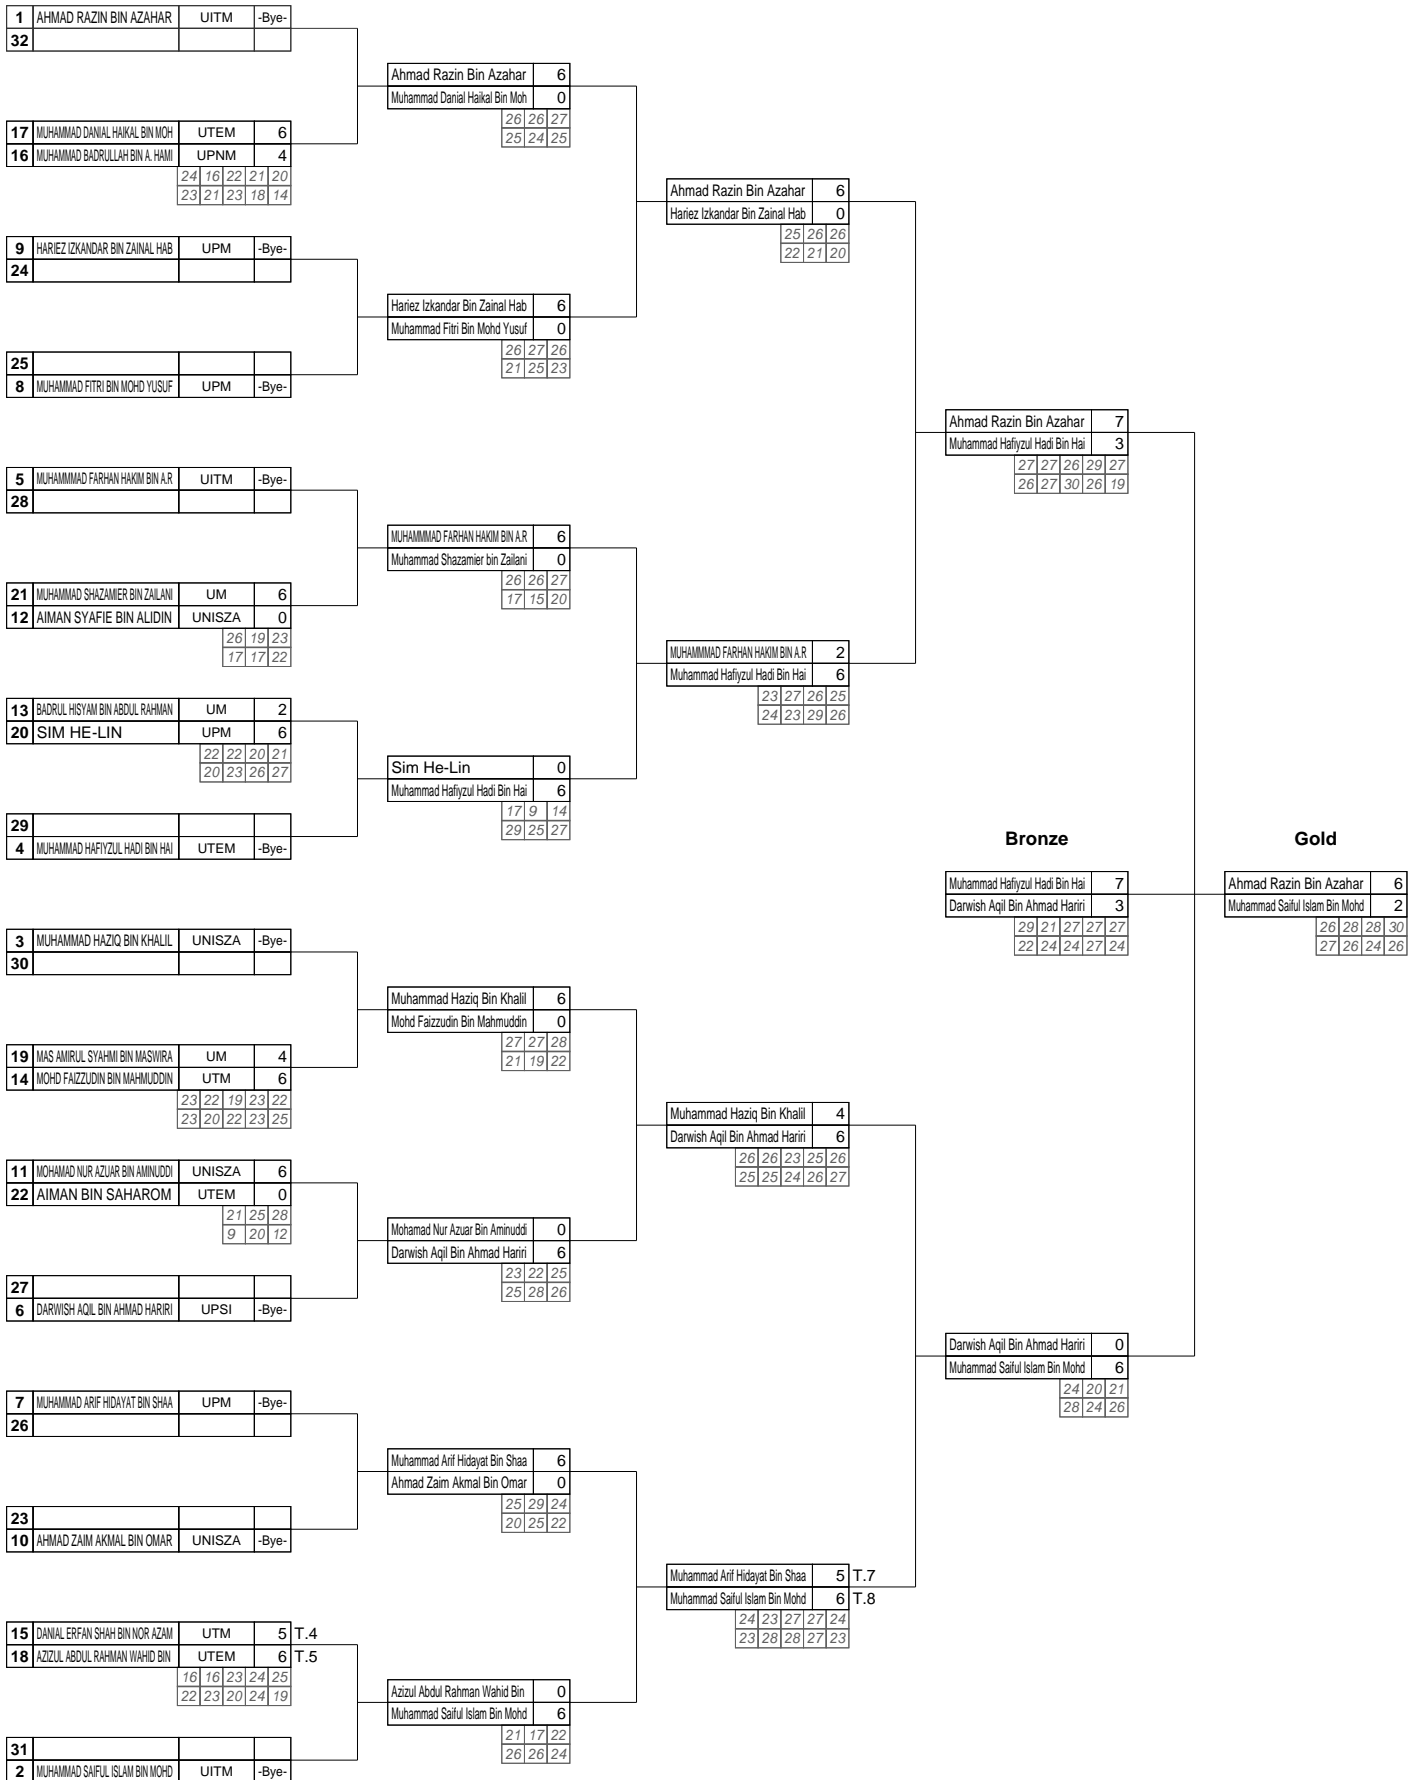 1 AHMAD RAZIN BIN AZAHAR UITM -Bye-
32
Ahmad Razin Bin Azahar 6
Muhammad Danial Haikal Bin Moh 0
26 26 27
25 24 25
17 MUHAMMAD DANIAL HAIKAL BIN MOH UTEM 6
16 MUHAMMAD BADRULLAH BIN A. HAMI UPNM 4
24 16 22 21 20
23 21 23 18 14
Ahmad Razin Bin Azahar 6
Hariez Izkandar Bin Zainal Hab 0
25 26 26
22 21 20
9 HARIEZ IZKANDAR BIN ZAINAL HAB UPM -Bye-
24
Hariez Izkandar Bin Zainal Hab 6
Muhammad Fitri Bin Mohd Yusuf 0
26 27 26
21 25 23
25
8 MUHAMMAD FITRI BIN MOHD YUSUF UPM -Bye-
Ahmad Razin Bin Azahar 7
Muhammad Hafiyzul Hadi Bin Hai 3
27 27 26 29 27
26 27 30 26 19
5 MUHAMMMAD FARHAN HAKIM BIN A.R UITM -Bye-
28
MUHAMMMAD FARHAN HAKIM BIN A.R 6
Muhammad Shazamier bin Zailani 0
26 26 27
17 15 20
21 MUHAMMAD SHAZAMIER BIN ZAILANI UM 6
12 AIMAN SYAFIE BIN ALIDIN UNISZA 0
26 19 23
17 17 22
MUHAMMMAD FARHAN HAKIM BIN A.R 2
Muhammad Hafiyzul Hadi Bin Hai 6
23 27 26 25
24 23 29 26
13 BADRUL HISYAM BIN ABDUL RAHMAN UM 2
20 SIM HE-LIN UPM 6
22 22 20 21
20 23 26 27
Sim He-Lin 0
Muhammad Hafiyzul Hadi Bin Hai 6
17 9 14
29 25 27
29
4 MUHAMMAD HAFIYZUL HADI BIN HAI UTEM -Bye-
Bronze Gold
Muhammad Hafiyzul Hadi Bin Hai 7
Darwish Aqil Bin Ahmad Hariri 3
29 21 27 27 27
22 24 24 27 24
Ahmad Razin Bin Azahar 6
Muhammad Saiful Islam Bin Mohd 2
26 28 28 30
27 26 24 26
3 MUHAMMAD HAZIQ BIN KHALIL UNISZA -Bye-
30
Muhammad Haziq Bin Khalil 6
Mohd Faizzudin Bin Mahmuddin 0
27 27 28
21 19 22
19 MAS AMIRUL SYAHMI BIN MASWIRA UM 4
14 MOHD FAIZZUDIN BIN MAHMUDDIN UTM 6
23 22 19 23 22
23 20 22 23 25
Muhammad Haziq Bin Khalil 4
Darwish Aqil Bin Ahmad Hariri 6
26 26 23 25 26
25 25 24 26 27
11 MOHAMAD NUR AZUAR BIN AMINUDDI UNISZA 6
22 AIMAN BIN SAHAROM UTEM 0
21 25 28
9 20 12
Mohamad Nur Azuar Bin Aminuddi 0
Darwish Aqil Bin Ahmad Hariri 6
23 22 25
25 28 26
27
6 DARWISH AQIL BIN AHMAD HARIRI UPSI -Bye-
Darwish Aqil Bin Ahmad Hariri 0
Muhammad Saiful Islam Bin Mohd 6
24 20 21
28 24 26
7 MUHAMMAD ARIF HIDAYAT BIN SHAA UPM -Bye-
26
Muhammad Arif Hidayat Bin Shaa 6
Ahmad Zaim Akmal Bin Omar 0
25 29 24
20 25 22
23
10 AHMAD ZAIM AKMAL BIN OMAR UNISZA -Bye-
Muhammad Arif Hidayat Bin Shaa 5 T.7
Muhammad Saiful Islam Bin Mohd 6 T.8
24 23 27 27 24
23 28 28 27 23
15 DANIAL ERFAN SHAH BIN NOR AZAM UTM 5 T.4
18 AZIZUL ABDUL RAHMAN WAHID BIN UTEM 6 T.5
16 16 23 24 25
22 23 20 24 19
Azizul Abdul Rahman Wahid Bin 0
Muhammad Saiful Islam Bin Mohd 6
21 17 22
26 26 24
31
2 MUHAMMAD SAIFUL ISLAM BIN MOHD UITM -Bye-